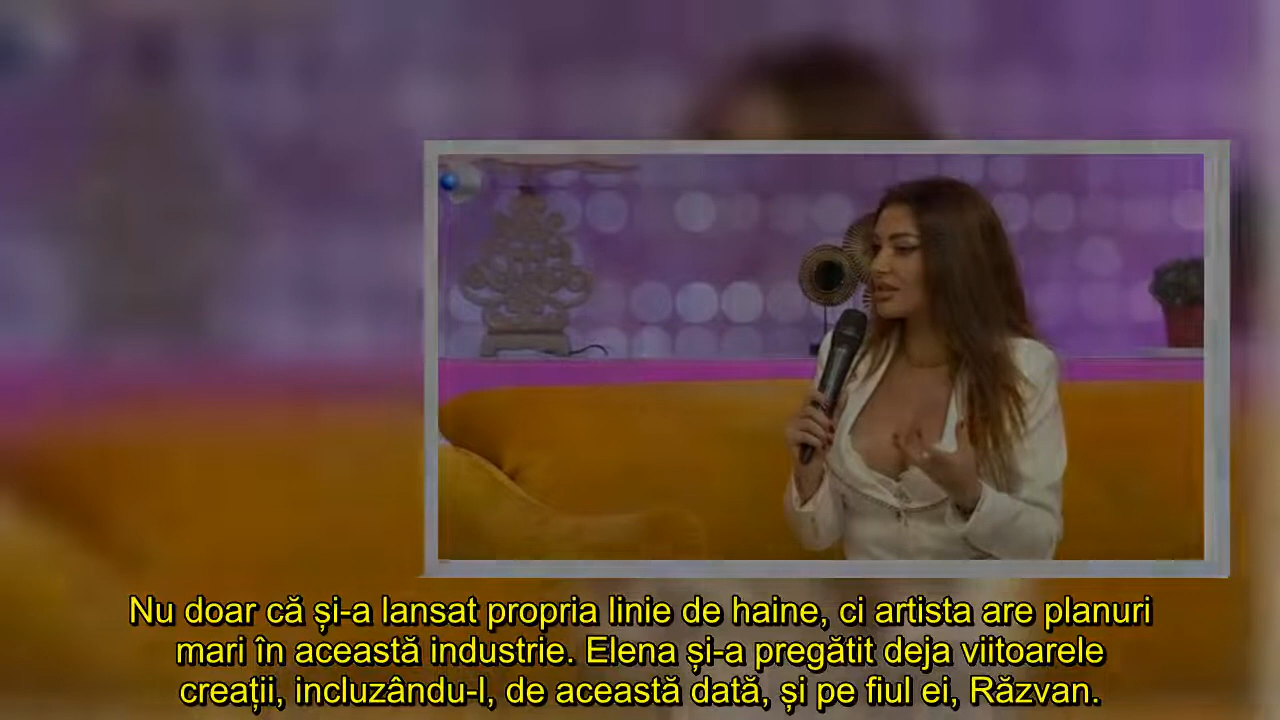 Nu doar că și-a lansat propria linie de haine, ci artista are planuri
mari în această industrie. Elena și-a pregătit deja viitoarele
creații, incluzându-l, de această dată, și pe fiul ei, Răzvan.